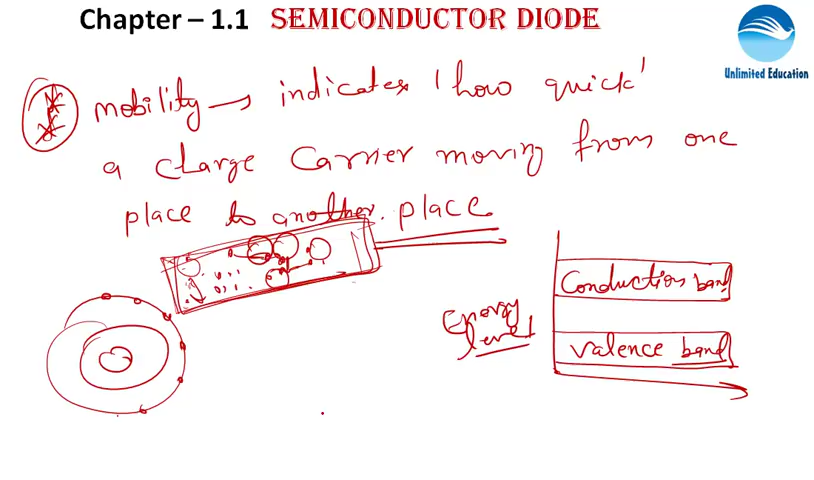 Chapter – 1.1 SEMICONDUCTOR DIODE
Unlimited Education
mobility → indicates 'how quick'
a charge carrier moving from one
place to another place
Energy
level
Conduction band
Valence band